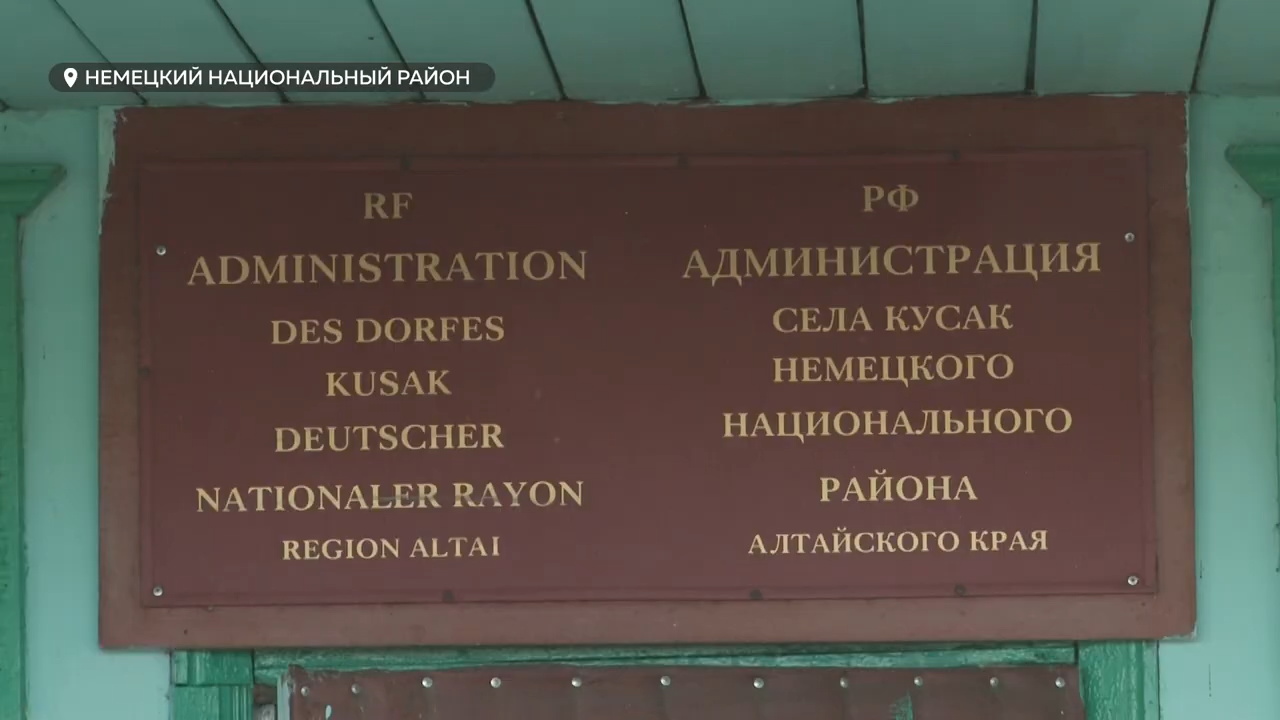 НЕМЕЦКИЙ НАЦИОНАЛЬНЫЙ РАЙОН
RF
ADMINISTRATION
DES DORFES
KUSAK
DEUTSCHER
NATIONALER RAYON
REGION ALTAI
РФ
АДМИНИСТРАЦИЯ
СЕЛА КУСАК
НЕМЕЦКОГО
НАЦИОНАЛЬНОГО
РАЙОНА
АЛТАЙСКОГО КРАЯ